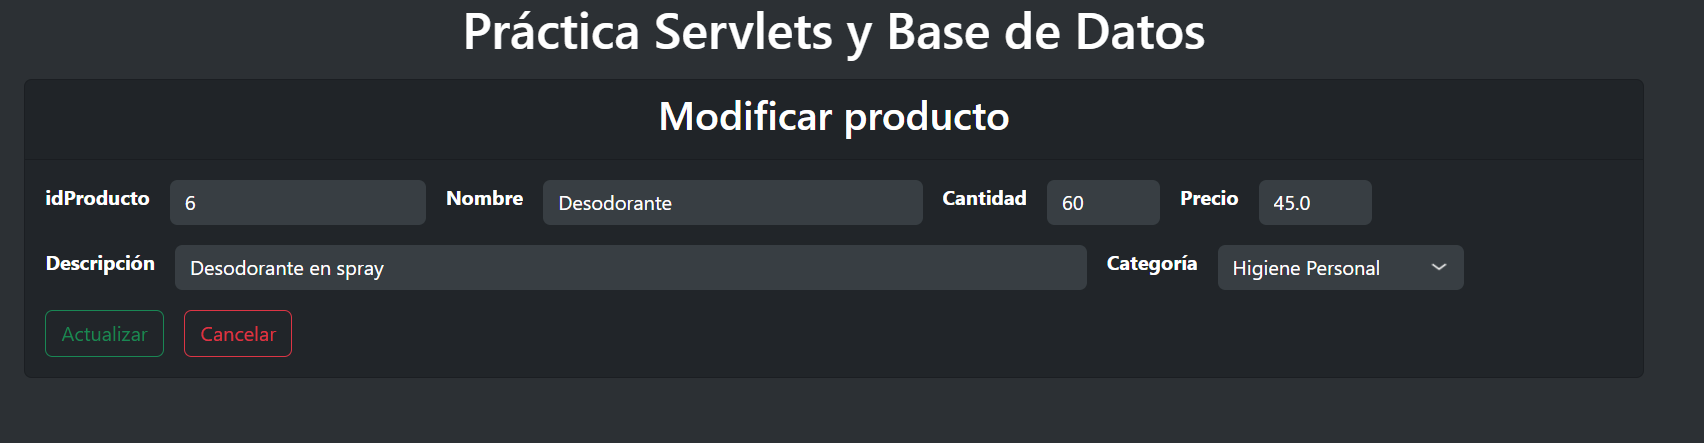 Práctica Servlets y Base de Datos
Modificar producto
idProducto 6 Nombre Desodorante Cantidad 60 Precio 45.0
Descripción Desodorante en spray Categoría Higiene Personal
Actualizar Cancelar